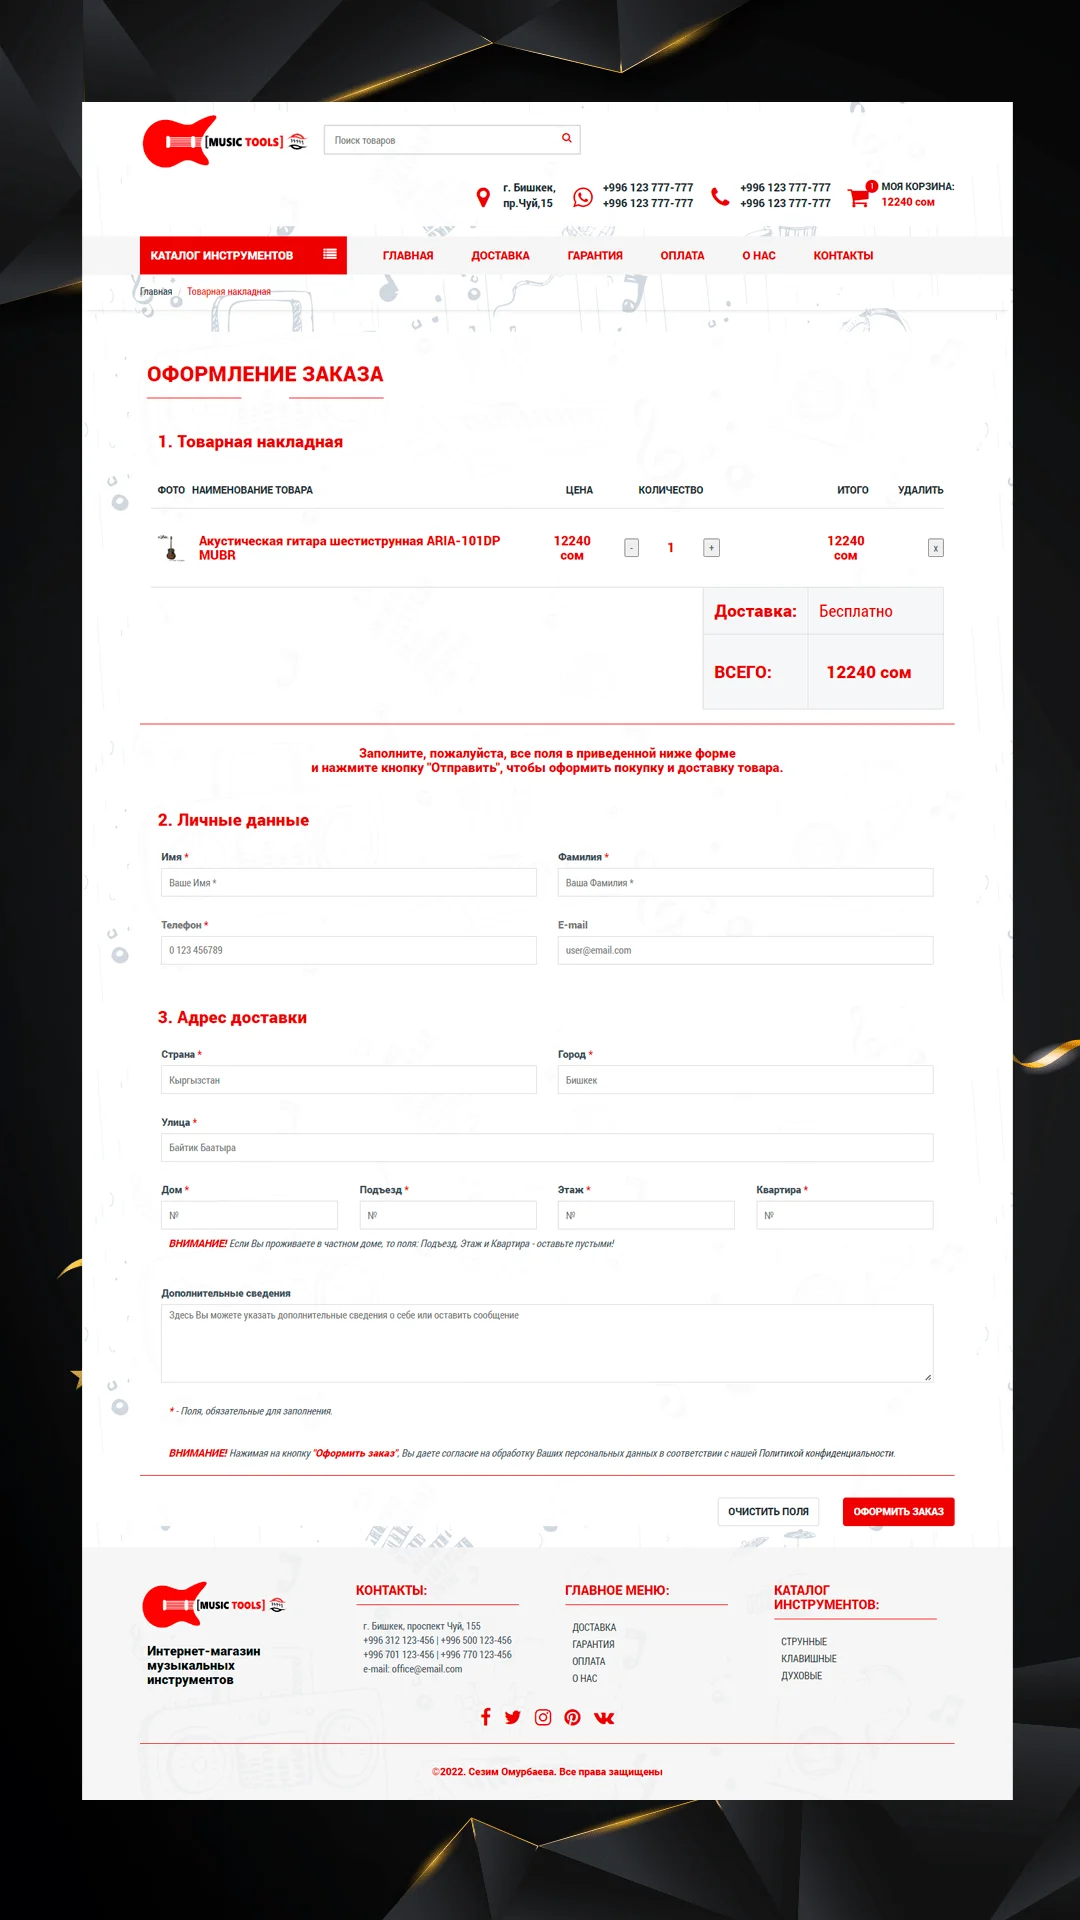 [MUSIC TOOLS]
Поиск товаров
г. Бишкек,
пр.Чуй,15
+996 123 777-777
+996 123 777-777
+996 123 777-777
+996 123 777-777
1
МОЯ КОРЗИНА:
12240 сом
КАТАЛОГ ИНСТРУМЕНТОВ
ГЛАВНАЯ ДОСТАВКА ГАРАНТИЯ ОПЛАТА О НАС КОНТАКТЫ
Главная Товарная накладная
ОФОРМЛЕНИЕ ЗАКАЗА
1. Товарная накладная
ФОТО НАИМЕНОВАНИЕ ТОВАРА ЦЕНА КОЛИЧЕСТВО ИТОГО УДАЛИТЬ
Акустическая гитара шестиструнная ARIA-101DP
MUBR
12240
сом
- 1 +
12240
сом
x
Доставка: Бесплатно
ВСЕГО: 12240 сом
Заполните, пожалуйста, все поля в приведенной ниже форме
и нажмите кнопку "Отправить", чтобы оформить покупку и доставку товара.
2. Личные данные
Имя * Фамилия *
Ваше Имя * Ваша Фамилия *
Телефон * E-mail
0 123 456789 user@email.com
3. Адрес доставки
Страна * Город *
Кыргызстан Бишкек
Улица *
Байтик Баатыра
Дом * Подъезд * Этаж * Квартира *
№ № № №
ВНИМАНИЕ! Если Вы проживаете в частном доме, то поля: Подъезд, Этаж и Квартира - оставьте пустыми!
Дополнительные сведения
Здесь Вы можете указать дополнительные сведения о себе или оставить сообщение
* - Поля, обязательные для заполнения.
ВНИМАНИЕ! Нажимая на кнопку "Оформить заказ", Вы даете согласие на обработку Ваших персональных данных в соответствии с нашей Политикой конфиденциальности.
ОЧИСТИТЬ ПОЛЯ ОФОРМИТЬ ЗАКАЗ
[MUSIC TOOLS]
Интернет-магазин
музыкальных
инструментов
КОНТАКТЫ:
г. Бишкек, проспект Чуй, 155
+996 312 123-456 | +996 500 123-456
+996 701 123-456 | +996 770 123-456
e-mail: office@email.com
ГЛАВНОЕ МЕНЮ:
ДОСТАВКА
ГАРАНТИЯ
ОПЛАТА
О НАС
КАТАЛОГ
ИНСТРУМЕНТОВ:
СТРУННЫЕ
КЛАВИШНЫЕ
ДУХОВЫЕ
©2022. Сезим Омурбаева. Все права защищены